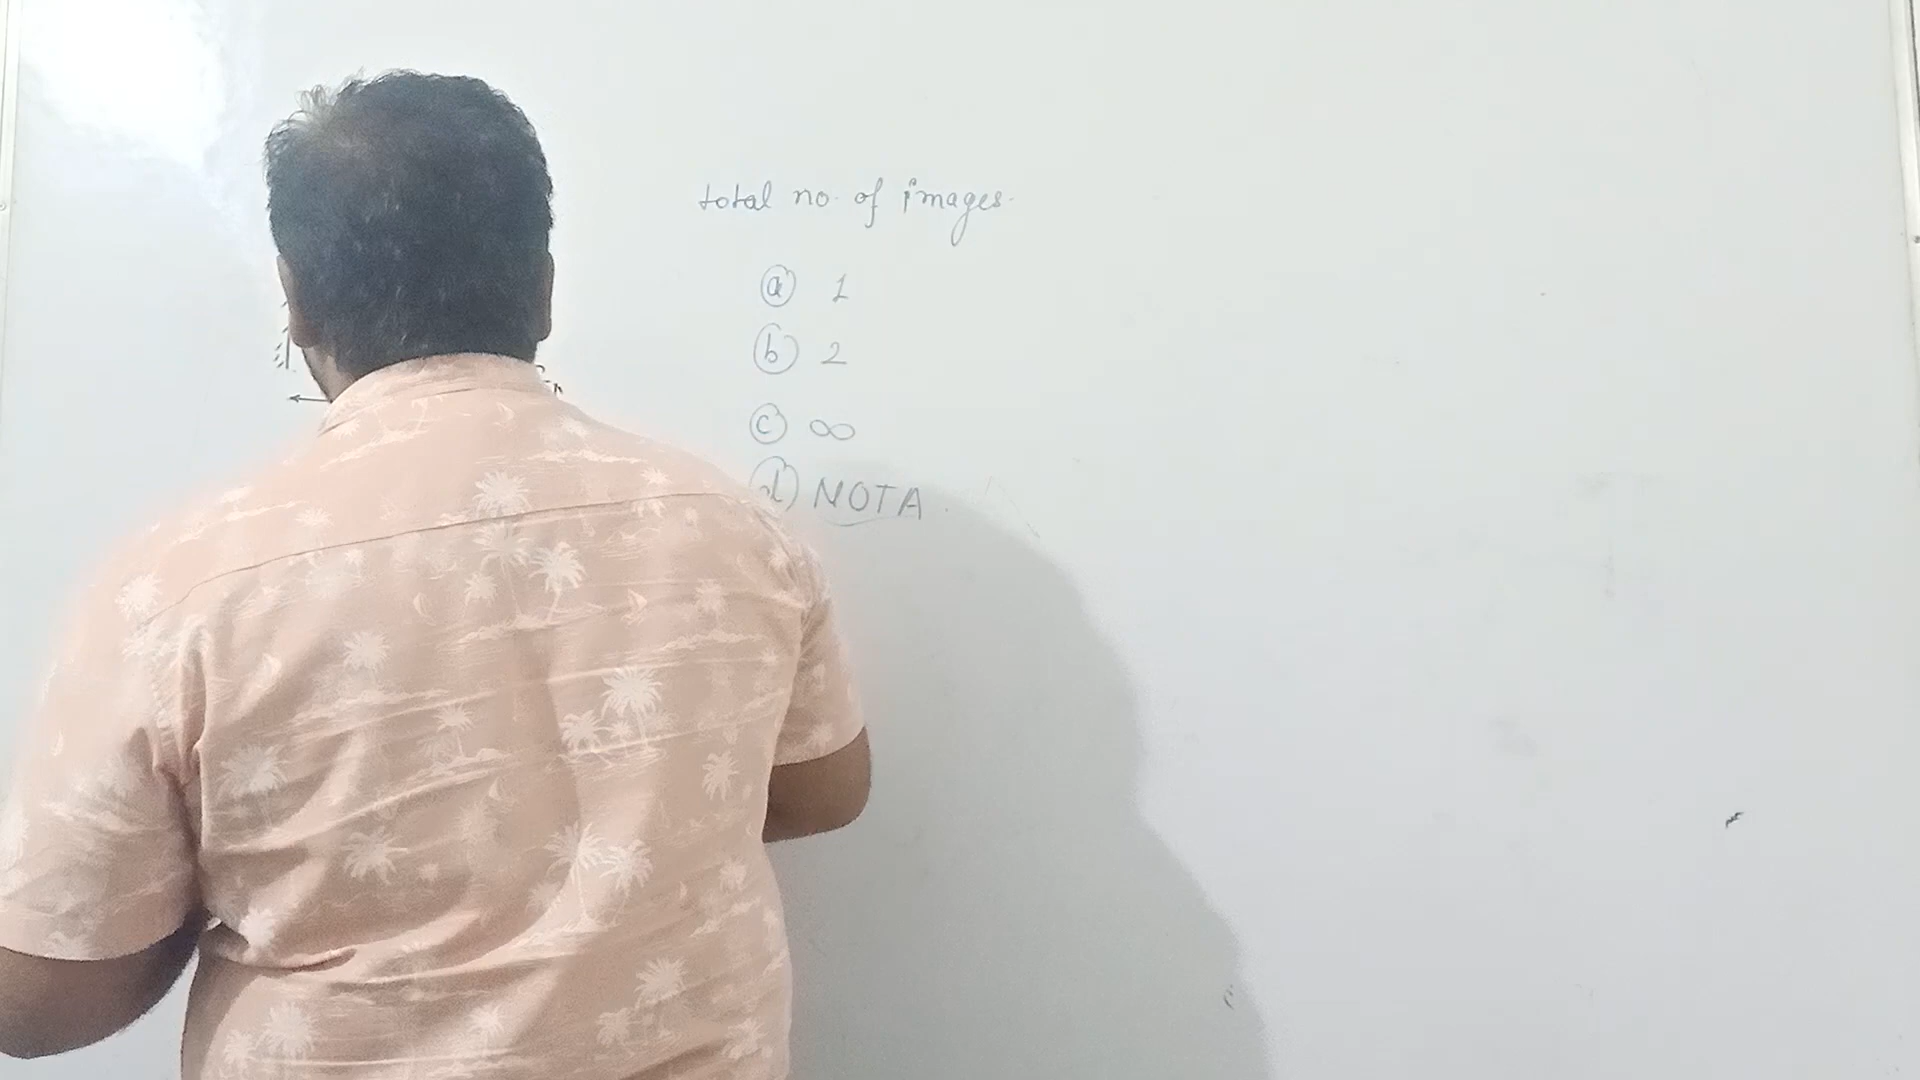 total no. of images.
(a) 1
(b) 2
(c) ∞
(d) NOTA.